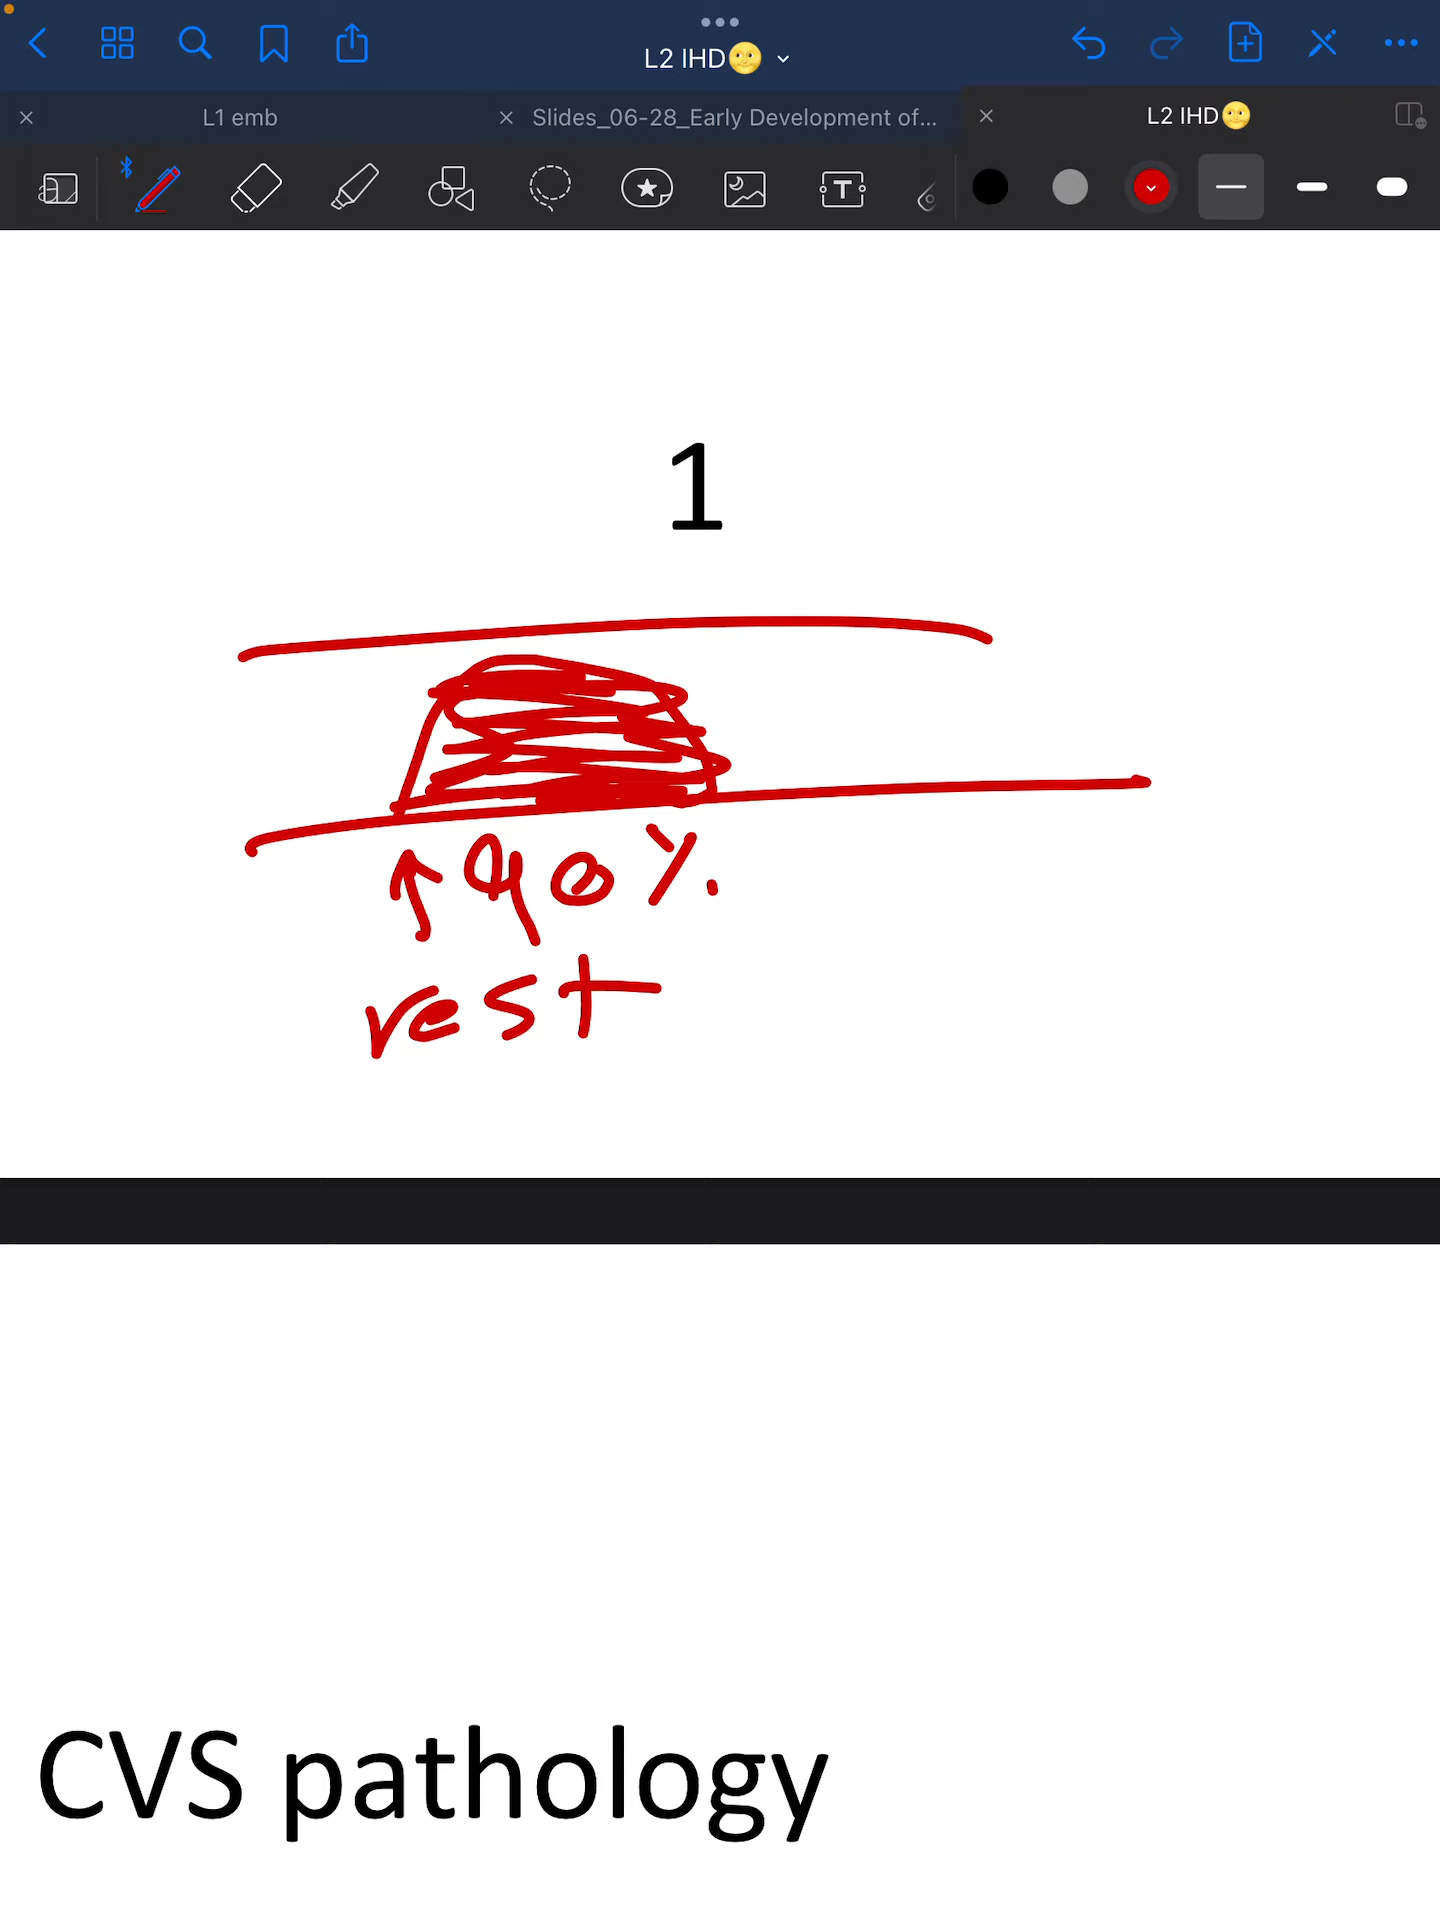 L2 IHD🌝
L1 emb
Slides_06-28_Early Development of...
L2 IHD🌝
1
↑ 90%.
rest
CVS pathology